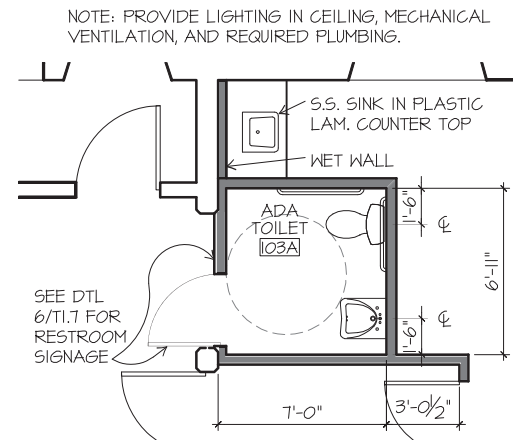 NOTE: PROVIDE LIGHTING IN CEILING, MECHANICAL
VENTILATION, AND REQUIRED PLUMBING.
S.S. SINK IN PLASTIC
LAM. COUNTER TOP
WET WALL
ADA
TOILET
103A
1'-6"
℄
6'-11"
SEE DTL
6/T1.7 FOR
RESTROOM
SIGNAGE
1'-6"
℄
7'-0"
3'-0½"